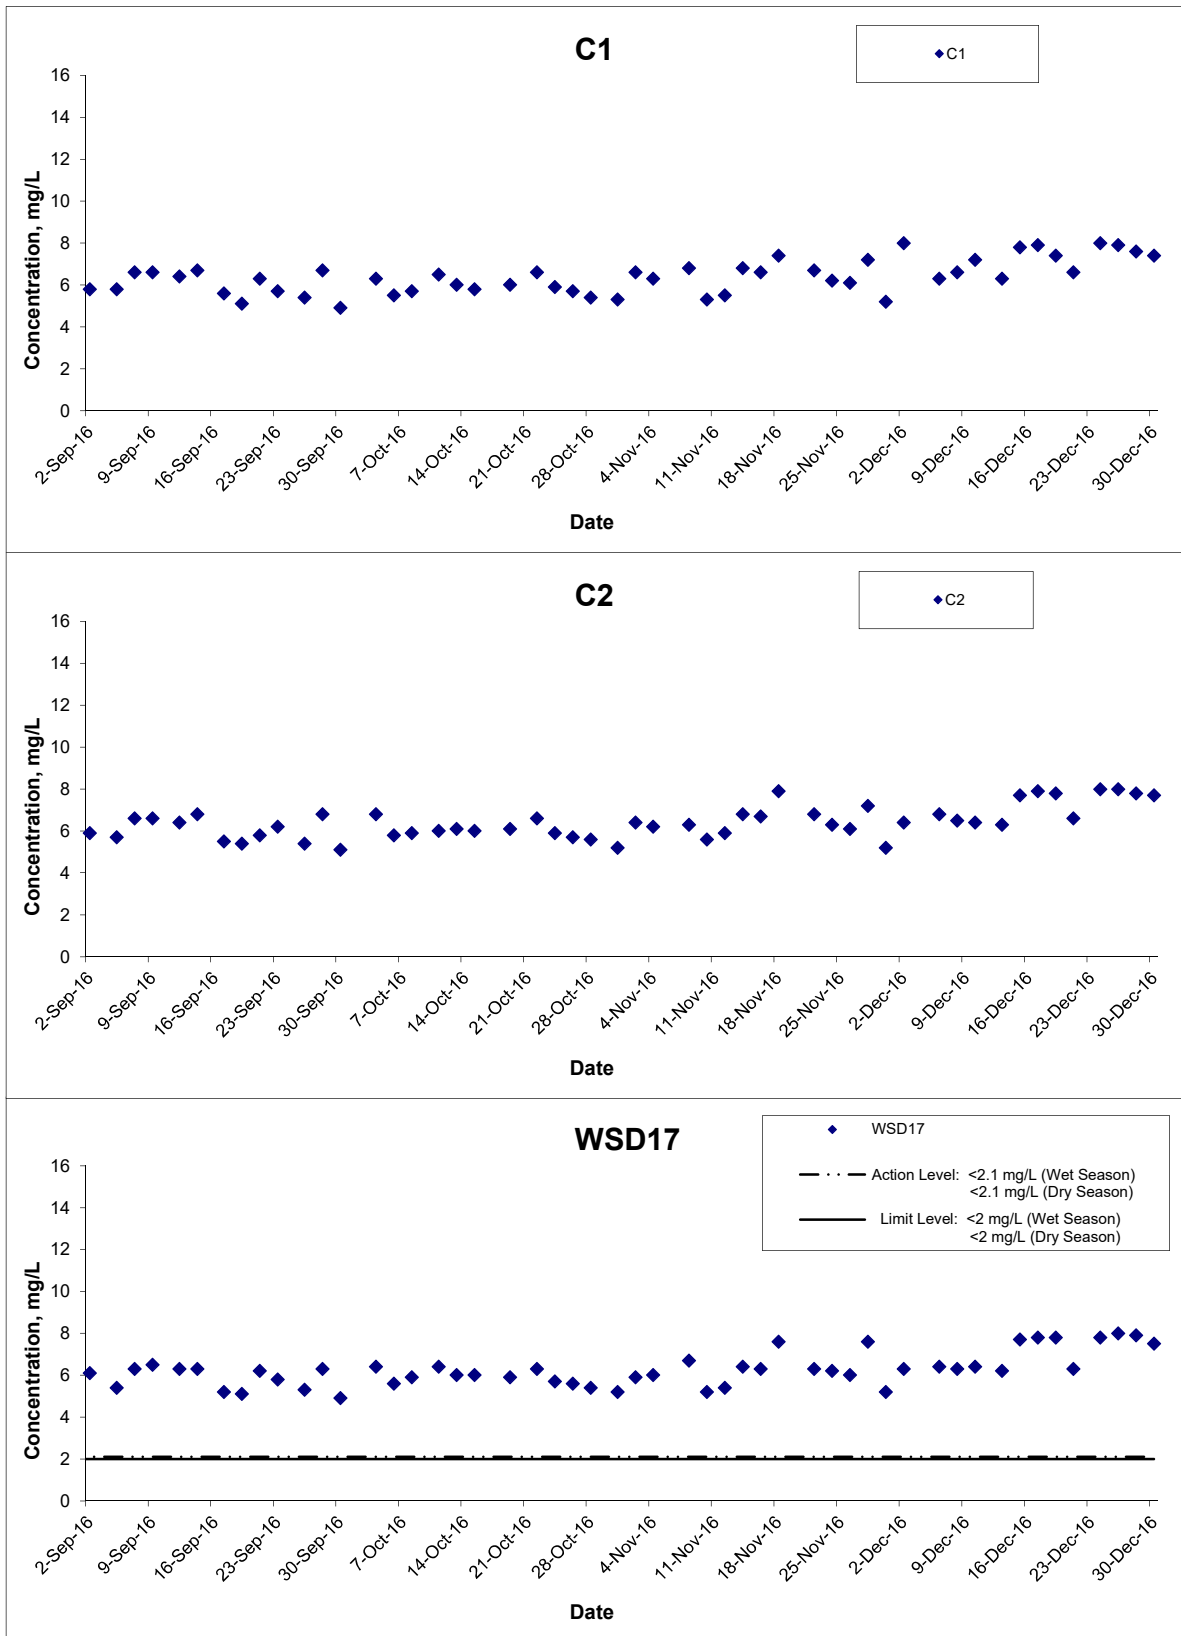 C1
C1
Concentration, mg/L
16
14
12
10
8
6
4
2
0
2-Sep-16
9-Sep-16
16-Sep-16
23-Sep-16
30-Sep-16
7-Oct-16
14-Oct-16
21-Oct-16
28-Oct-16
4-Nov-16
11-Nov-16
18-Nov-16
25-Nov-16
2-Dec-16
9-Dec-16
16-Dec-16
23-Dec-16
30-Dec-16
Date
C2
C2
Concentration, mg/L
16
14
12
10
8
6
4
2
0
2-Sep-16
9-Sep-16
16-Sep-16
23-Sep-16
30-Sep-16
7-Oct-16
14-Oct-16
21-Oct-16
28-Oct-16
4-Nov-16
11-Nov-16
18-Nov-16
25-Nov-16
2-Dec-16
9-Dec-16
16-Dec-16
23-Dec-16
30-Dec-16
Date
WSD17
WSD17
Action Level: <2.1 mg/L (Wet Season)
<2.1 mg/L (Dry Season)
Limit Level: <2 mg/L (Wet Season)
<2 mg/L (Dry Season)
Concentration, mg/L
16
14
12
10
8
6
4
2
0
2-Sep-16
9-Sep-16
16-Sep-16
23-Sep-16
30-Sep-16
7-Oct-16
14-Oct-16
21-Oct-16
28-Oct-16
4-Nov-16
11-Nov-16
18-Nov-16
25-Nov-16
2-Dec-16
9-Dec-16
16-Dec-16
23-Dec-16
30-Dec-16
Date